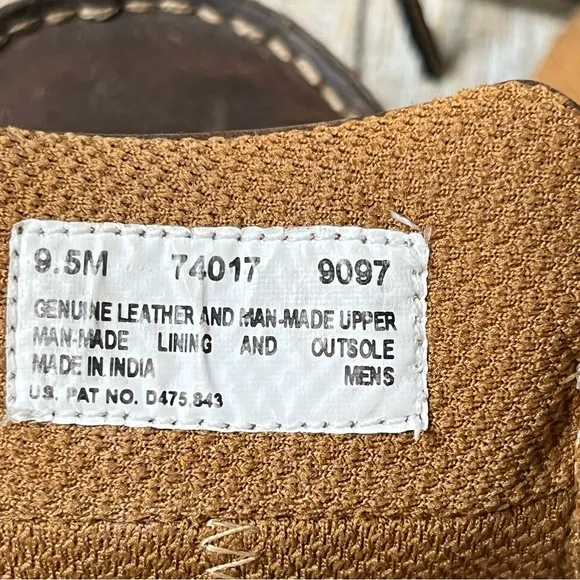 9.5M 74017 9097
GENUINE LEATHER AND MAN-MADE UPPER
MAN-MADE LINING AND OUTSOLE
MADE IN INDIA MENS
US. PAT NO. D475,843